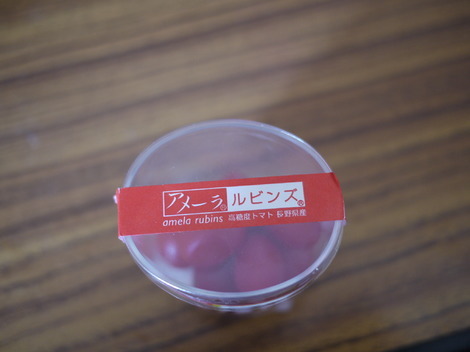 アメーラ®ルビンズ®
amela rubins 高糖度トマト 長野県産